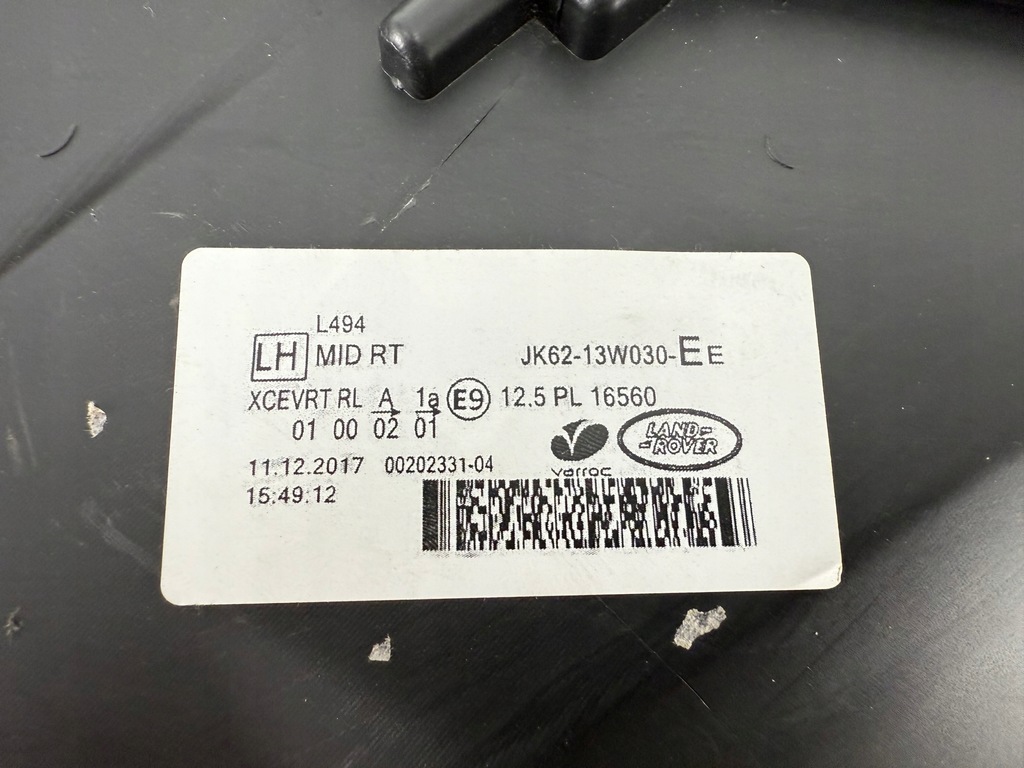 L494
LH MID RT JK62-13W030-E E
XCEVRT RL A 1a E9 12.5 PL 16560
01 00 02 01
LAND-
-ROVER
varroc
11.12.2017 00202331-04
15:49:12